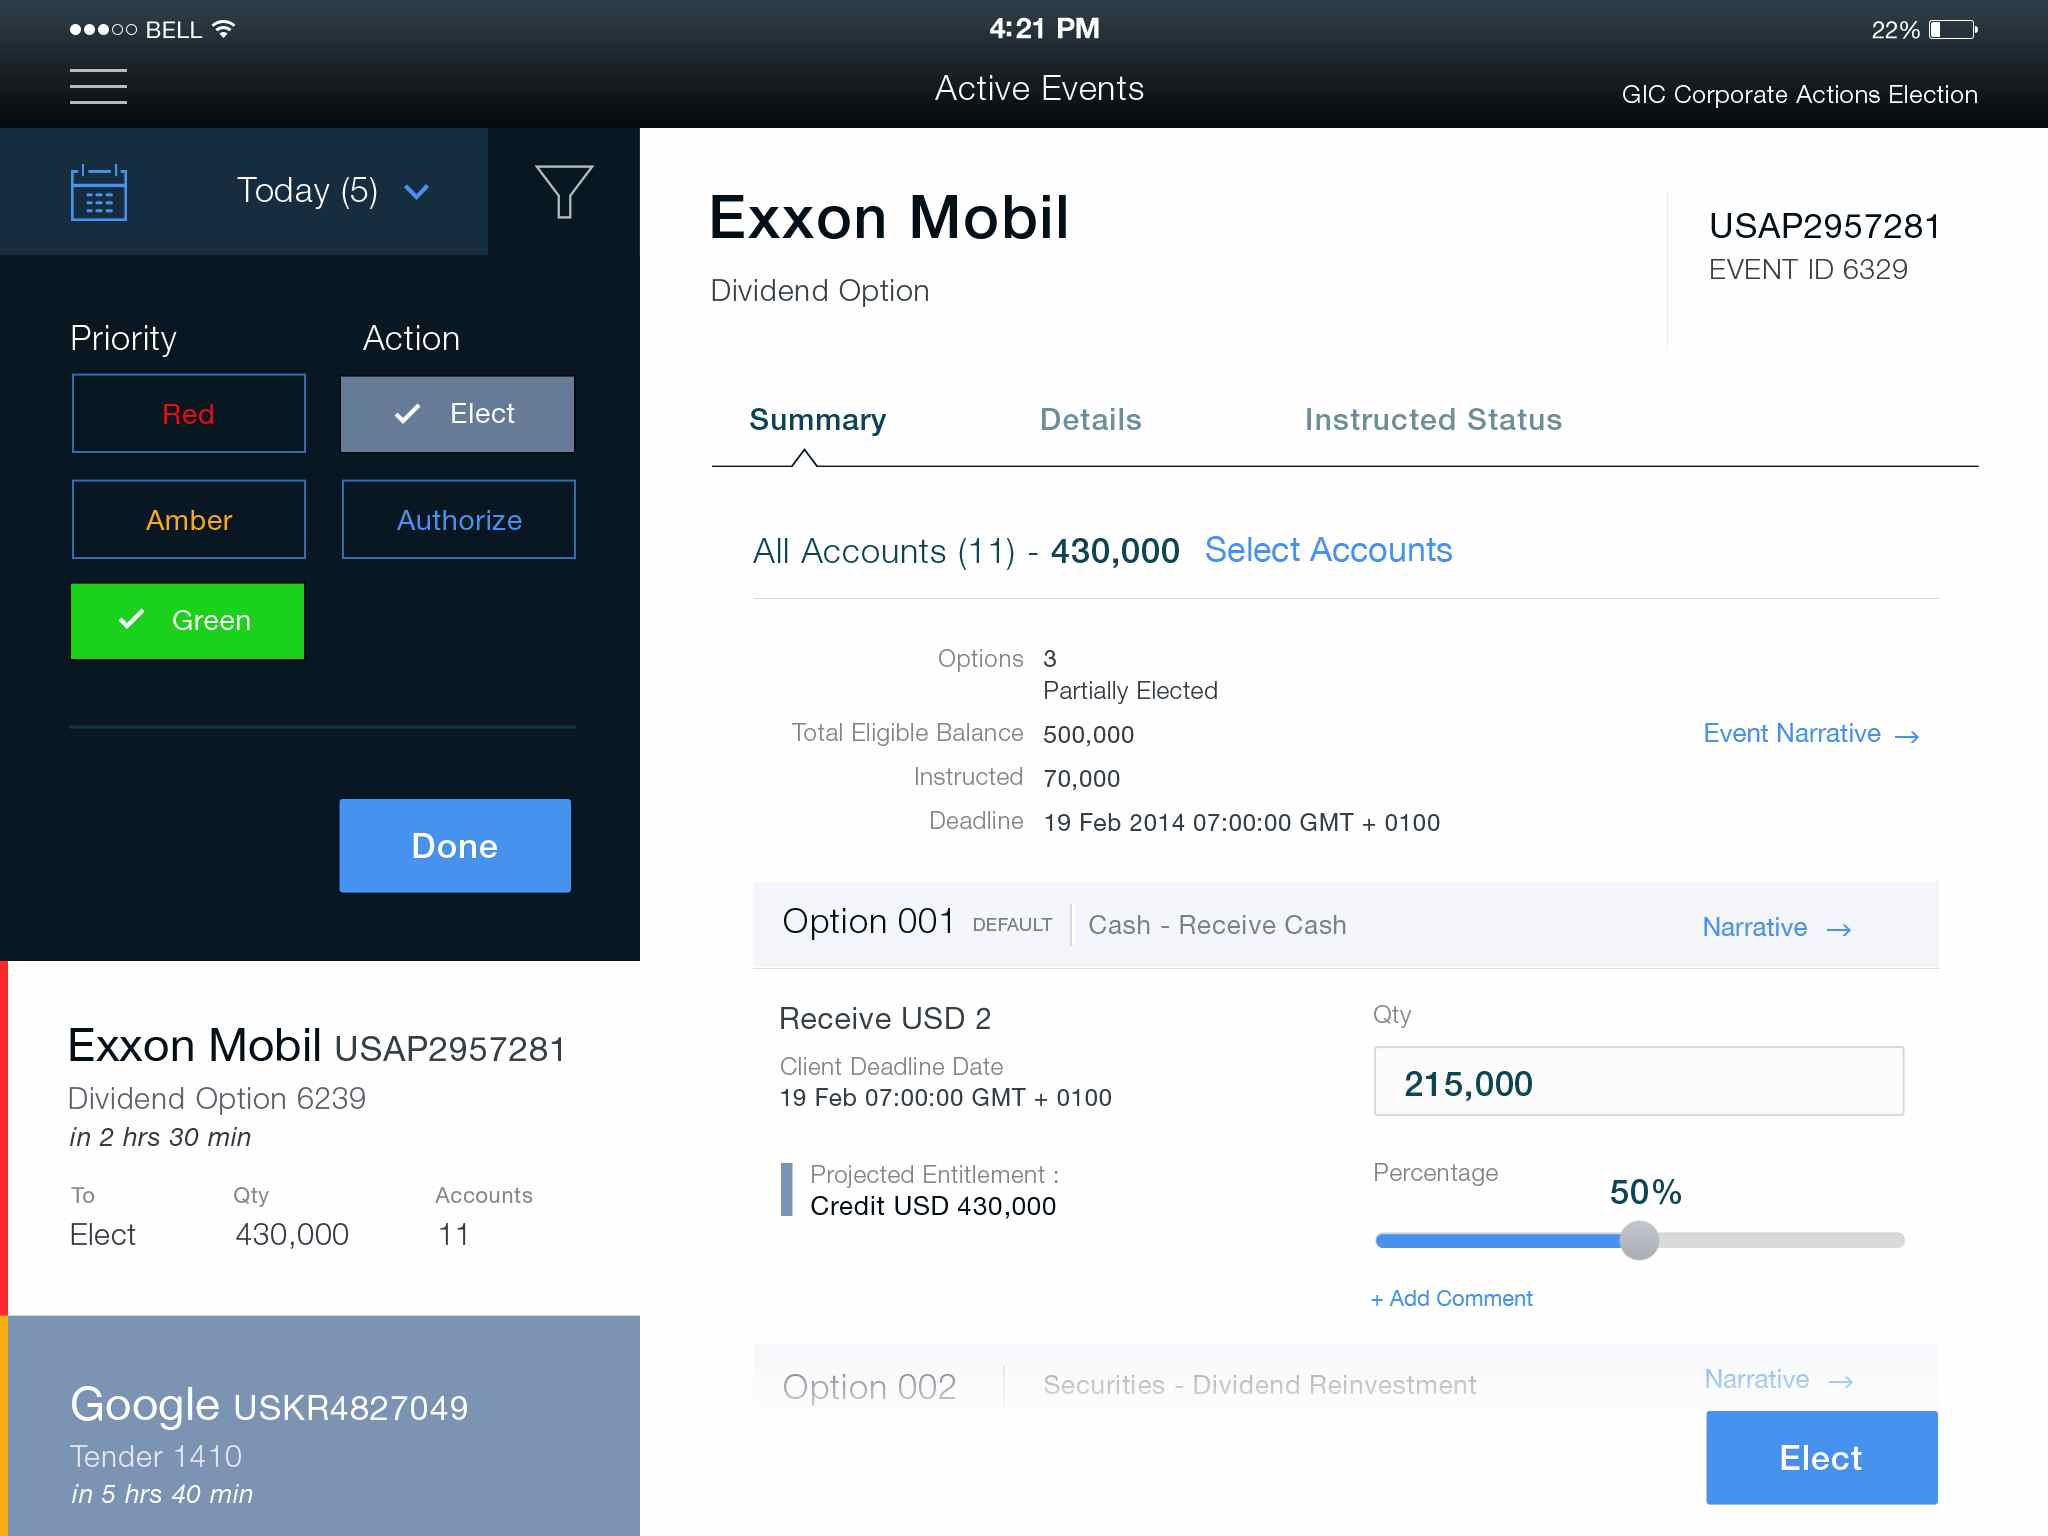 BELL
4:21 PM
22%
Active Events
GIC Corporate Actions Election
Today (5)
Priority
Action
Red
Elect
Amber
Authorize
Green
Done
Exxon Mobil USAP2957281
Dividend Option 6239
in 2 hrs 30 min
To Qty Accounts
Elect 430,000 11
Google USKR4827049
Tender 1410
in 5 hrs 40 min
Exxon Mobil
Dividend Option
USAP2957281
EVENT ID 6329
Summary Details Instructed Status
All Accounts (11) - 430,000 Select Accounts
Options 3
Partially Elected
Total Eligible Balance 500,000
Event Narrative →
Instructed 70,000
Deadline 19 Feb 2014 07:00:00 GMT + 0100
Option 001 DEFAULT Cash - Receive Cash Narrative →
Receive USD 2
Client Deadline Date
19 Feb 07:00:00 GMT + 0100
Projected Entitlement :
Credit USD 430,000
Qty
215,000
Percentage
50%
+ Add Comment
Option 002 Securities - Dividend Reinvestment Narrative →
Elect